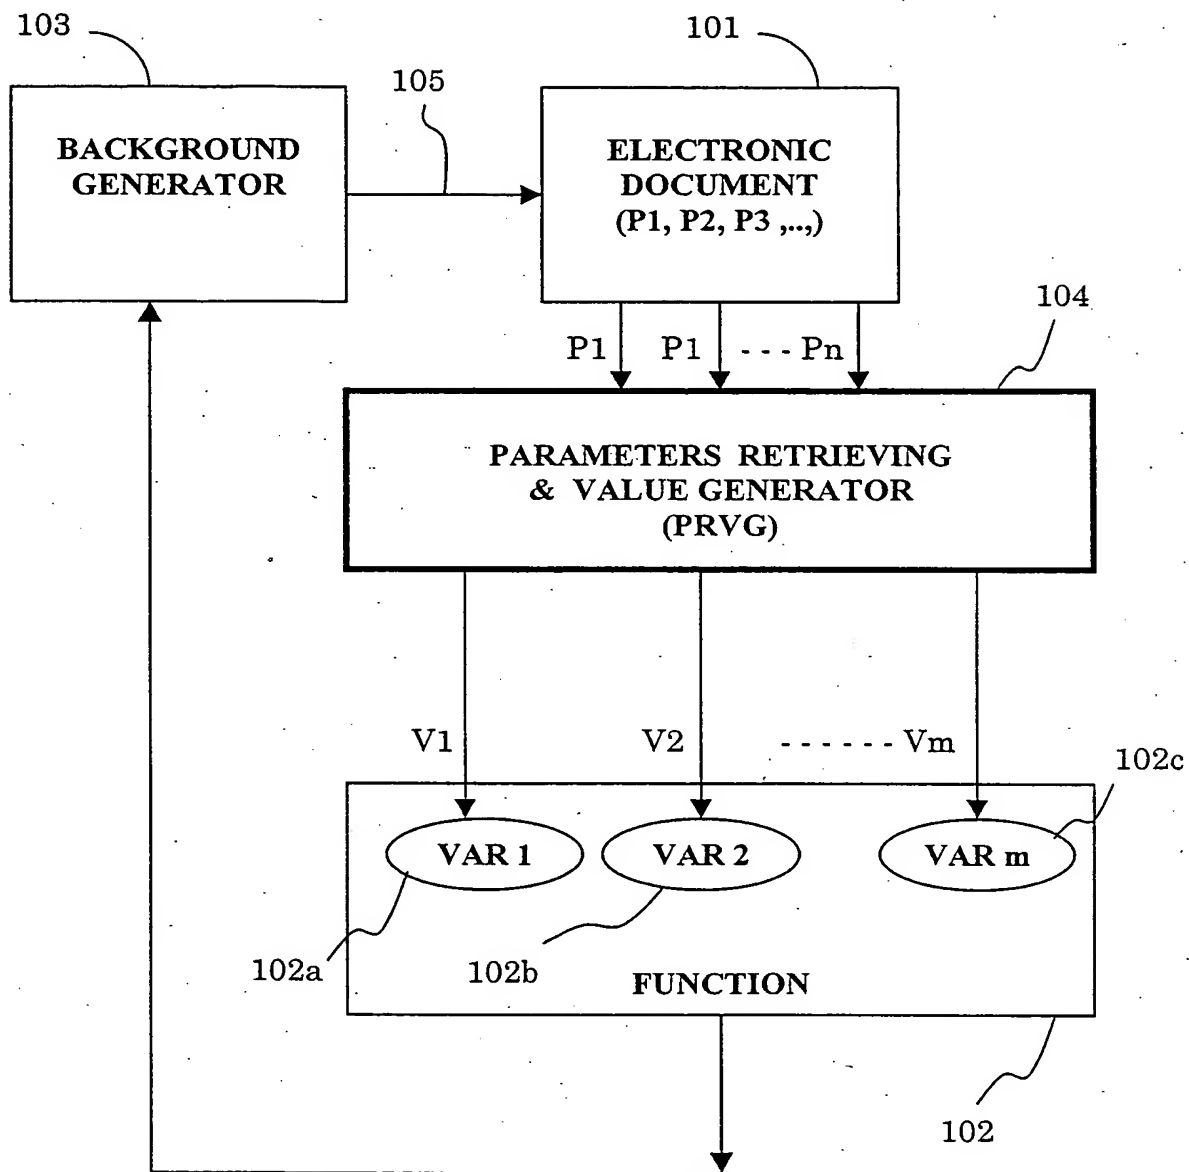 103
101
105
BACKGROUND
GENERATOR
ELECTRONIC
DOCUMENT
(P1, P2, P3 ,..,)
104
P1 P1 - - - Pn
PARAMETERS RETRIEVING
& VALUE GENERATOR
(PRVG)
V1 V2 - - - - - - Vm
102c
VAR 1 VAR 2 VAR m
102a 102b
FUNCTION
102